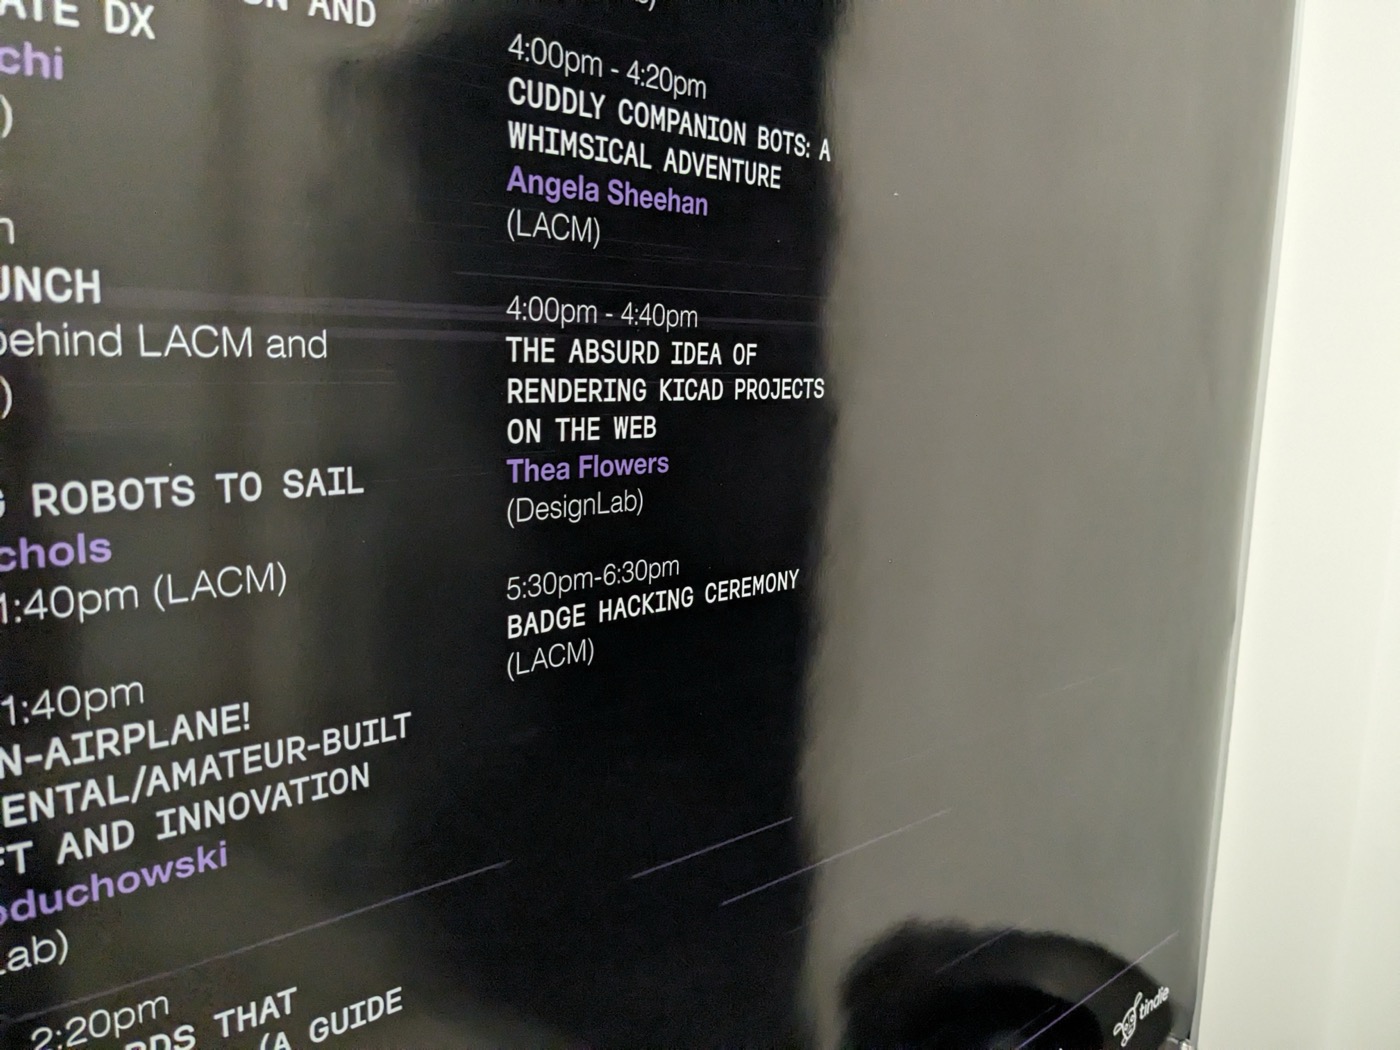 DX
AND
chi
)
UNCH
behind LACM and
)
ROBOTS TO SAIL
chols
1:40pm (LACM)
1:40pm
N-AIRPLANE!
ENTAL/AMATEUR-BUILT
FT AND INNOVATION
oduchowski
Lab)
2:20pm
RDS THAT
(A GUIDE
4:00pm - 4:20pm
CUDDLY COMPANION BOTS: A
WHIMSICAL ADVENTURE
Angela Sheehan
(LACM)
4:00pm - 4:40pm
THE ABSURD IDEA OF
RENDERING KICAD PROJECTS
ON THE WEB
Thea Flowers
(DesignLab)
5:30pm-6:30pm
BADGE HACKING CEREMONY
(LACM)
tindie